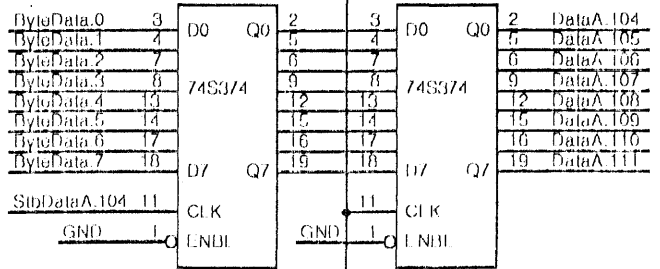 ByteData.0 3 D0 Q0 2 3 D0 Q0 2 DataA.104
ByteData.1 4 5 4 5 DataA.105
ByteData.2 7 6 7 6 DataA.106
ByteData.3 8 74S374 9 8 74S374 9 DataA.107
ByteData.4 13 12 13 12 DataA.108
ByteData.5 14 15 14 15 DataA.109
ByteData.6 17 16 17 16 DataA.110
ByteData.7 18 D7 Q7 19 18 D7 Q7 19 DataA.111
StbDataA.104 11 CLK 11 CLK
GND 1 ENBL GND 1 ENBL